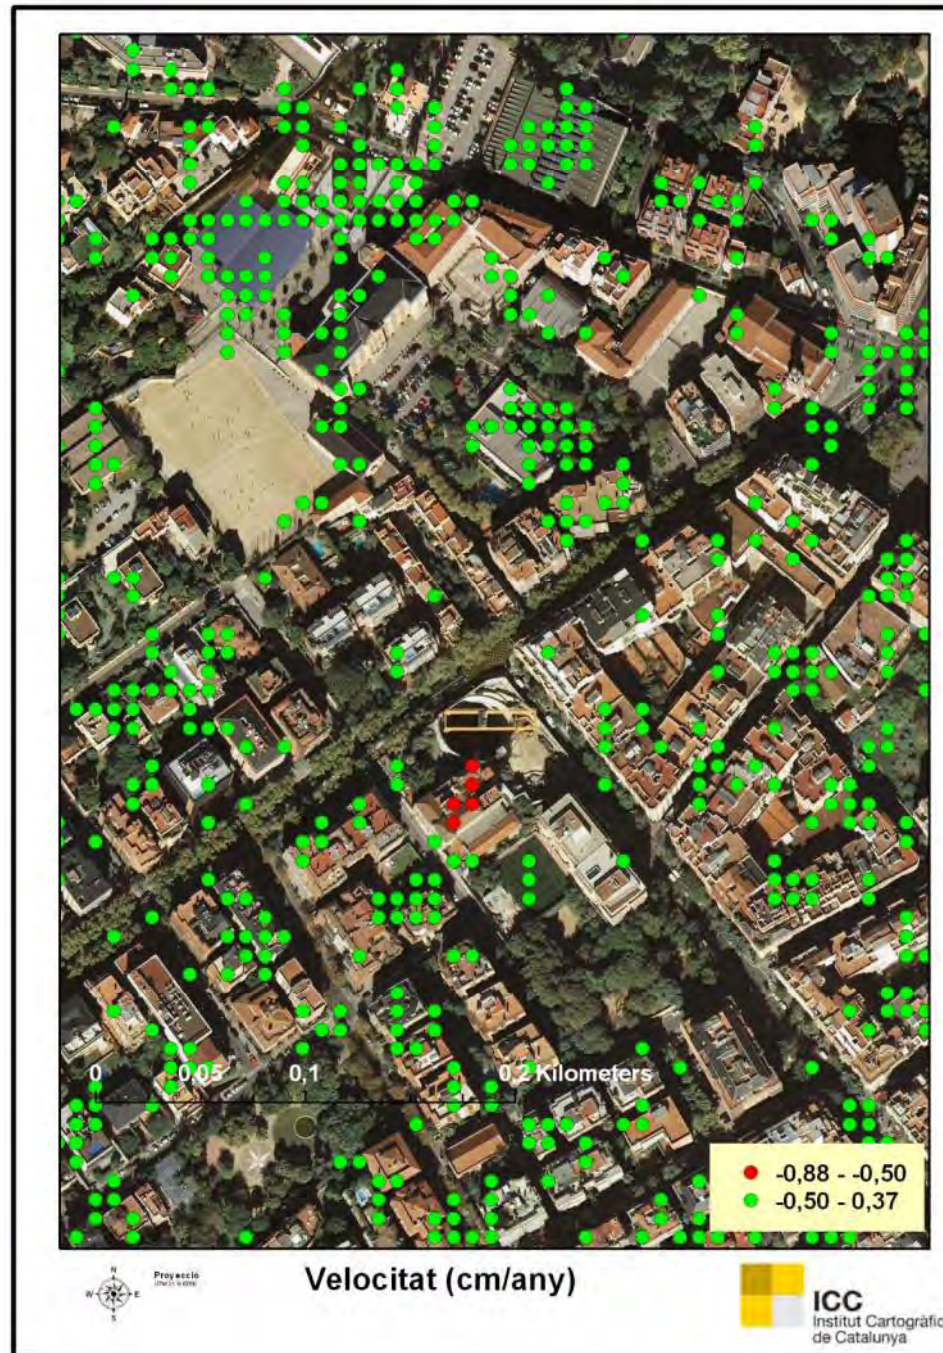 0 0,05 0,1 0,2 Kilometers
-0,88 - -0,50
-0,50 - 0,37
N
W E
S
Proyecció
Velocitat (cm/any)
ICC
Institut Cartogràfic
de Catalunya